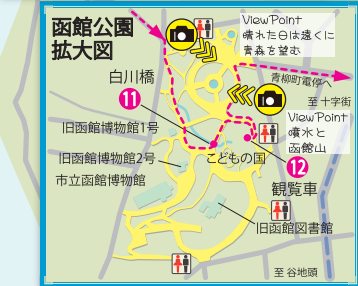 函館公園
拡大図
ViewPoint
晴れた日は遠くに
青森を望む
白川橋
青柳町電停へ
至 十字街
⑪
ViewPoint
噴水と
函館山
旧函館博物館1号
旧函館博物館2号
こどもの国
⑫
市立函館博物館
観覧車
旧函館図書館
至 谷地頭